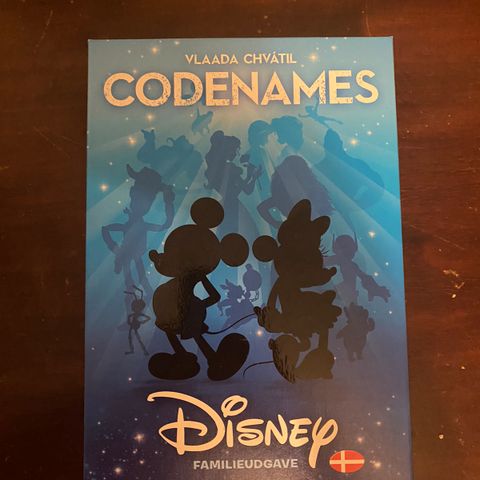 VLAADA CHVÁTIL
CODENAMES
Disney
FAMILIEUDGAVE